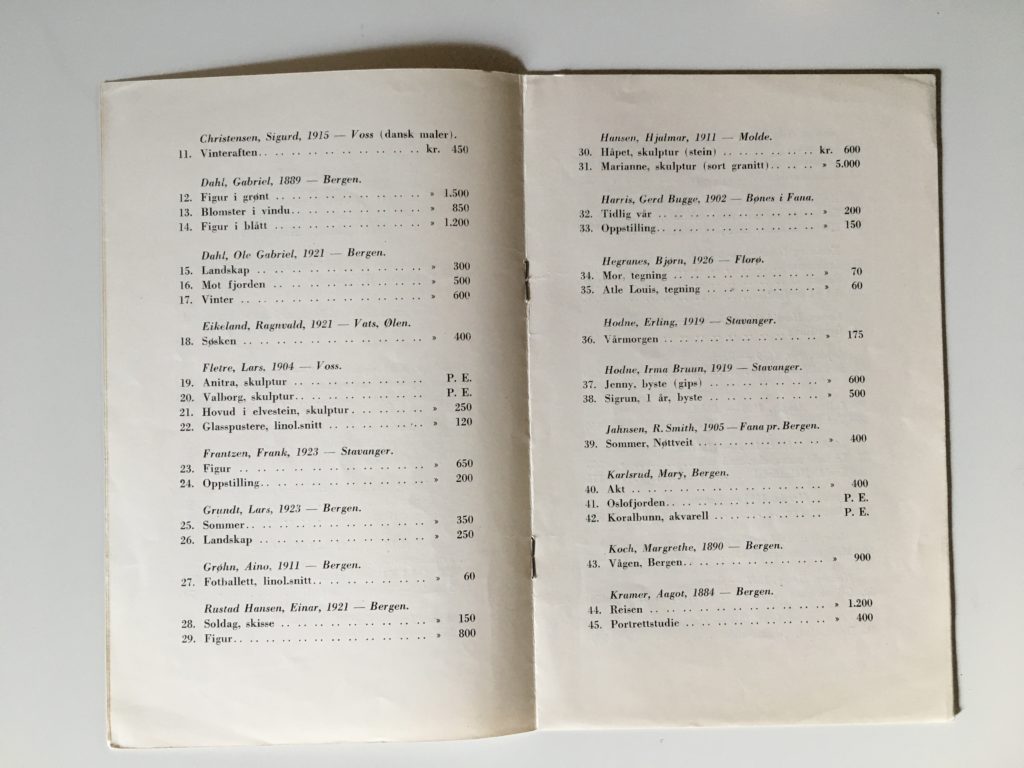 Christensen, Sigurd, 1915 — Voss (dansk maler).
11. Vinteraften.. .. .. .. .. .. .. .. .. .. kr. 450
Dahl, Gabriel, 1889 — Bergen.
12. Figur i grønt .. .. .. .. .. .. .. .. .. » 1.500
13. Blomster i vindu.. .. .. .. .. .. .. .. » 850
14. Figur i blått .. .. .. .. .. .. .. .. .. » 1.200
Dahl, Ole Gabriel, 1921 — Bergen.
15. Landskap .. .. .. .. .. .. .. .. .. .. » 300
16. Mot fjorden .. .. .. .. .. .. .. .. .. » 500
17. Vinter .. .. .. .. .. .. .. .. .. .. .. » 600
Eikeland, Ragnvald, 1921 — Vats, Ølen.
18. Søsken .. .. .. .. .. .. .. .. .. .. .. » 400
Fletre, Lars, 1904 — Voss.
19. Anitra, skulptur .. .. .. .. .. .. .. .. P. E.
20. Valborg, skulptur.. .. .. .. .. .. .. .. P. E.
21. Hovud i elvestein, skulptur. .. .. .. .. » 250
22. Glasspustere, linol.snitt .. .. .. .. .. .. » 120
Frantzen, Frank, 1923 — Stavanger.
23. Figur .. .. .. .. .. .. .. .. .. .. .. » 650
24. Oppstilling.. .. .. .. .. .. .. .. .. .. » 200
Grundt, Lars, 1923 — Bergen.
25. Sommer.. .. .. .. .. .. .. .. .. .. .. » 350
26. Landskap .. .. .. .. .. .. .. .. .. .. » 250
Grøhn, Aino, 1911 — Bergen.
27. Fotballett, linol.snitt.. .. .. .. .. .. .. » 60
Rustad Hansen, Einar, 1921 — Bergen.
28. Soldag, skisse .. .. .. .. .. .. .. .. .. » 150
29. Figur.. .. .. .. .. .. .. .. .. .. .. .. » 800
Hansen, Hjalmar, 1911 — Molde.
30. Håpet, skulptur (stein) .. .. .. .. .. .. kr. 600
31. Marianne, skulptur (sort granitt).. .. .. » 5.000
Harris, Gerd Bugge, 1902 — Bønes i Fana.
32. Tidlig vår .. .. .. .. .. .. .. .. .. .. » 200
33. Oppstilling.. .. .. .. .. .. .. .. .. .. » 150
Hegranes, Bjørn, 1926 — Florø.
34. Mor, tegning .. .. .. .. .. .. .. .. .. » 70
35. Atle Louis, tegning .. .. .. .. .. .. .. » 60
Hodne, Erling, 1919 — Stavanger.
36. Vårmorgen .. .. .. .. .. .. .. .. .. .. » 175
Hodne, Irma Bruun, 1919 — Stavanger.
37. Jenny, byste (gips) .. .. .. .. .. .. .. » 600
38. Sigrun, 1 år, byste .. .. .. .. .. .. .. » 500
Jahnsen, R. Smith, 1905 — Fana pr. Bergen.
39. Sommer, Nøttveit .. .. .. .. .. .. .. .. » 400
Karlsrud, Mary, Bergen.
40. Akt .. .. .. .. .. .. .. .. .. .. .. .. » 400
41. Oslofjorden.. .. .. .. .. .. .. .. .. .. P. E.
42. Koralbunn, akvarell .. .. .. .. .. .. .. P. E.
Koch, Margrethe, 1890 — Bergen.
43. Vågen, Bergen.. .. .. .. .. .. .. .. .. » 900
Kramer, Aagot, 1884 — Bergen.
44. Reisen .. .. .. .. .. .. .. .. .. .. .. » 1.200
45. Portrettstudie .. .. .. .. .. .. .. .. .. » 400